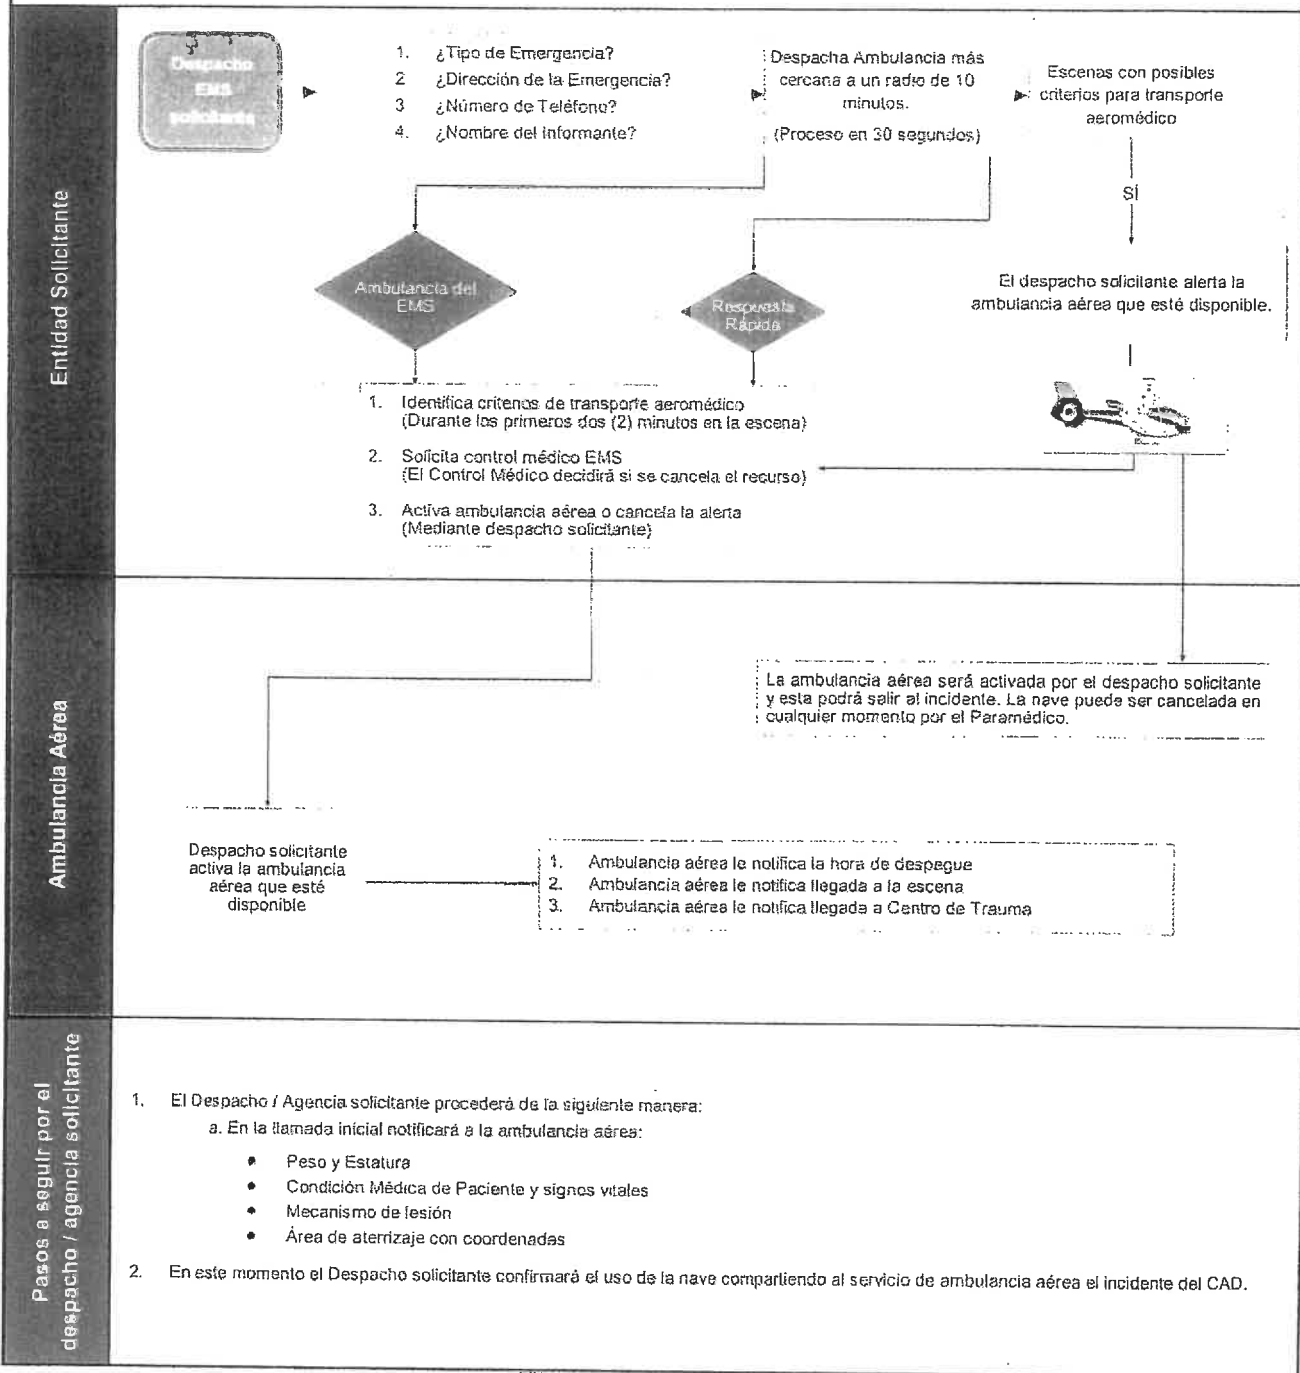 Entidad Solicitante
Despacho
EMS
solicitante
1. ¿Tipo de Emergencia?
2 ¿Dirección de la Emergencia?
3 ¿Número de Teléfono?
4. ¿Nombre del Informante?
Despacha Ambulancia más
cercana a un radio de 10
minutos.
(Proceso en 30 segundos)
Escenas con posibles
criterios para transporte
aeromédico
SÍ
El despacho solicitante alerta la
ambulancia aérea que esté disponible.
Ambulancia del
EMS
Respuesta
Rápida
1. Identifica criterios de transporte aeromédico
(Durante los primeros dos (2) minutos en la escena)
2. Solicita control médico EMS
(El Control Médico decidirá si se cancela el recurso)
3. Activa ambulancia aérea o cancela la alerta
(Mediante despacho solicitante)
Ambulancia Aérea
La ambulancia aérea será activada por el despacho solicitante
y esta podrá salir al incidente. La nave puede ser cancelada en
cualquier momento por el Paramédico.
Despacho solicitante
activa la ambulancia
aérea que esté
disponible
1. Ambulancia aérea le notifica la hora de despegue
2. Ambulancia aérea le notifica llegada a la escena
3. Ambulancia aérea le notifica llegada a Centro de Trauma
Pasos a seguir por el
despacho / agencia solicitante
1. El Despacho / Agencia solicitante procederá de la siguiente manera:
a. En la llamada inicial notificará a la ambulancia aérea:
• Peso y Estatura
• Condición Médica de Paciente y signos vitales
• Mecanismo de lesión
• Área de aterrizaje con coordenadas
2. En este momento el Despacho solicitante confirmará el uso de la nave compartiendo al servicio de ambulancia aérea el incidente del CAD.